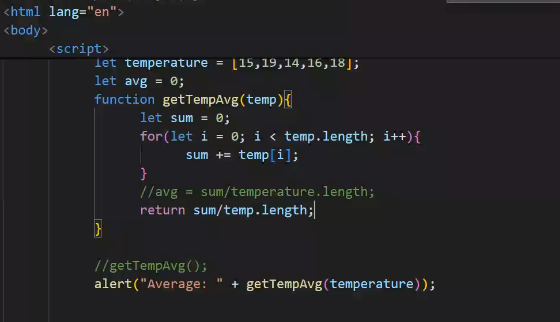 <html lang="en">
<body>
<script>
let temperature = [15,19,14,16,18];
let avg = 0;
function getTempAvg(temp){
let sum = 0;
for(let i = 0; i < temp.length; i++){
sum += temp[i];
}
//avg = sum/temperature.length;
return sum/temp.length;
}
//getTempAvg();
alert("Average: " + getTempAvg(temperature));